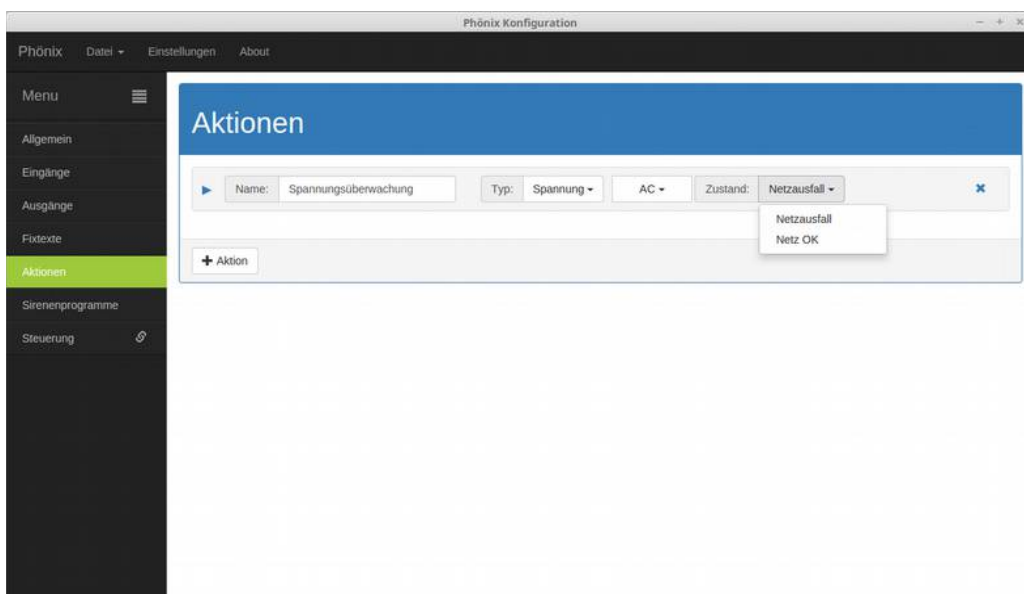 Phönix Konfiguration
Phönix Datei Einstellungen About
Menu
Allgemein
Eingänge
Ausgänge
Fixtexte
Aktionen
Sirenenprogramme
Steuerung
Aktionen
Name: Spannungsüberwachung Typ: Spannung AC Zustand: Netzausfall
Netzausfall
Netz OK
Aktion